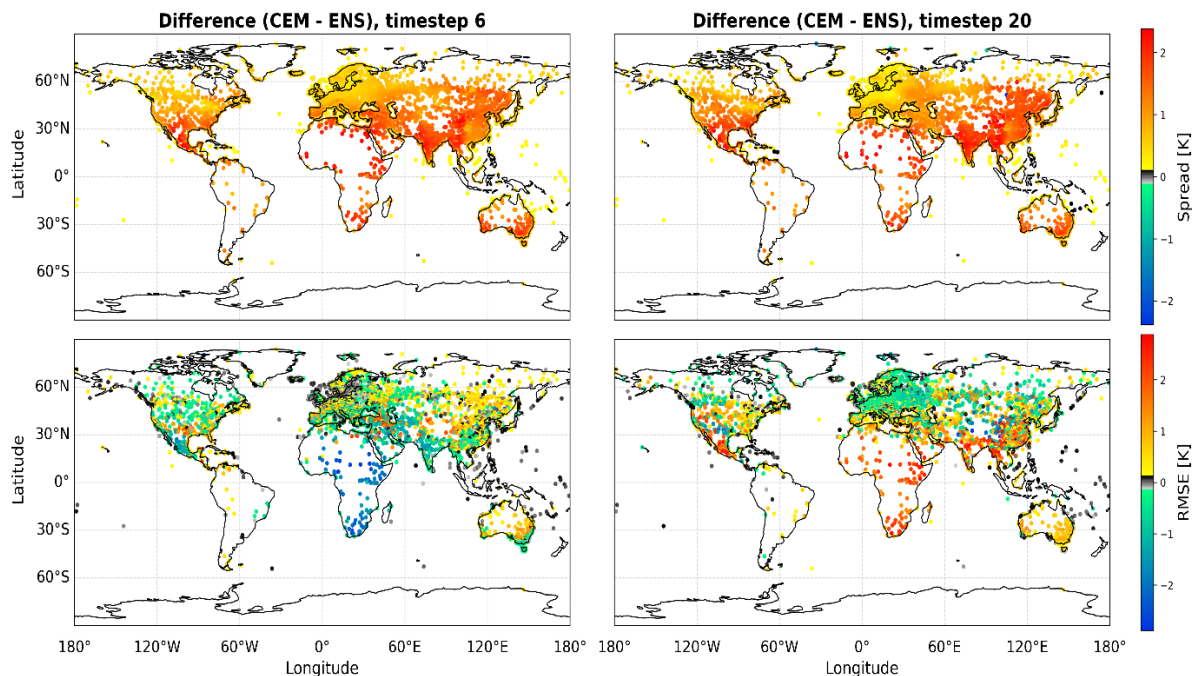 Difference (CEM - ENS), timestep 6
Difference (CEM - ENS), timestep 20
Latitude
60°N
30°N
0°
30°S
60°S
2
1
0
−1
−2
Spread [K]
Latitude
60°N
30°N
0°
30°S
60°S
2
1
0
−1
−2
RMSE [K]
180° 120°W 60°W 0° 60°E 120°E 180°
180° 120°W 60°W 0° 60°E 120°E 180°
Longitude
Longitude